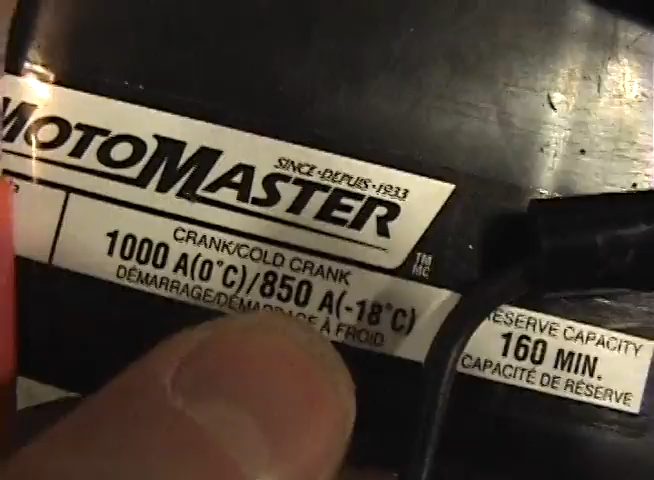 MOTOMASTER
SINCE · DEPUIS · 1933
TM
MC
CRANK/COLD CRANK
1000 A(0°C)/850 A(-18°C)
DÉMARRAGE/DÉMARRAGE À FROID
RESERVE CAPACITY
160 MIN.
CAPACITÉ DE RÉSERVE